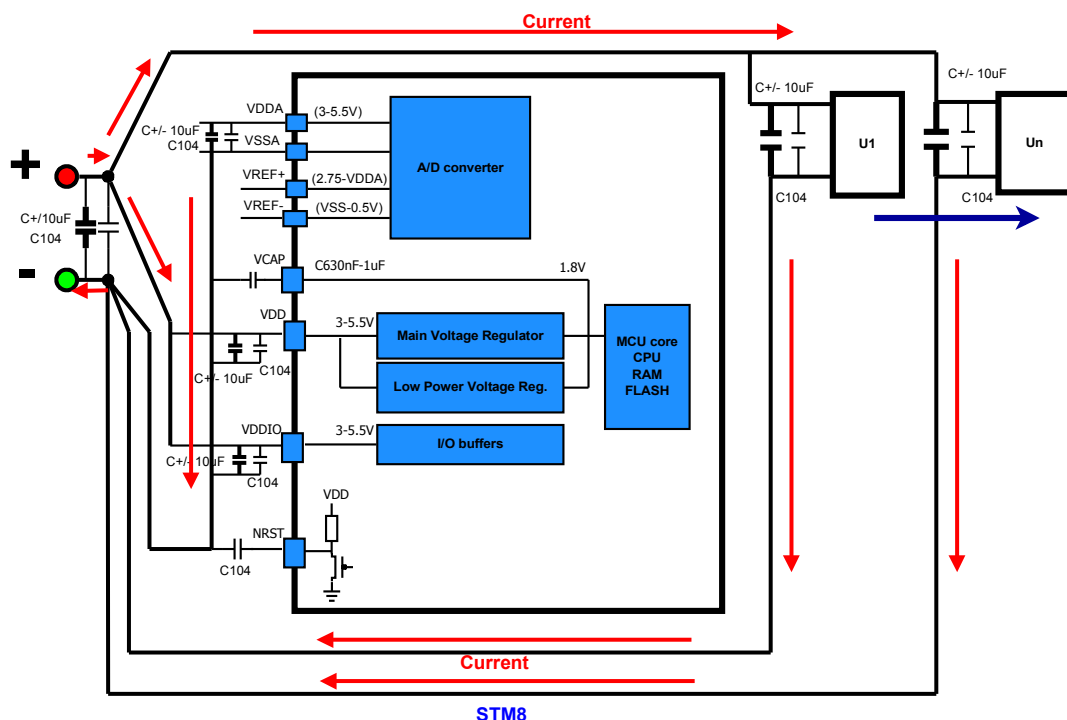 Current
C+/- 10uF
C+/- 10uF
VDDA
(3-5.5V)
C+/- 10uF
C104
VSSA
A/D converter
U1
Un
+
VREF+
(2.75-VDDA)
C104
C104
VREF-
(VSS-0.5V)
C+/10uF
C104
-
VCAP
C630nF-1uF
1.8V
VDD
3-5.5V
Main Voltage Regulator
MCU core
CPU
RAM
FLASH
C104
C+/- 10uF
Low Power Voltage Reg.
VDDIO
3-5.5V
I/O buffers
C+/- 10uF
C104
VDD
NRST
C104
Current
STM8